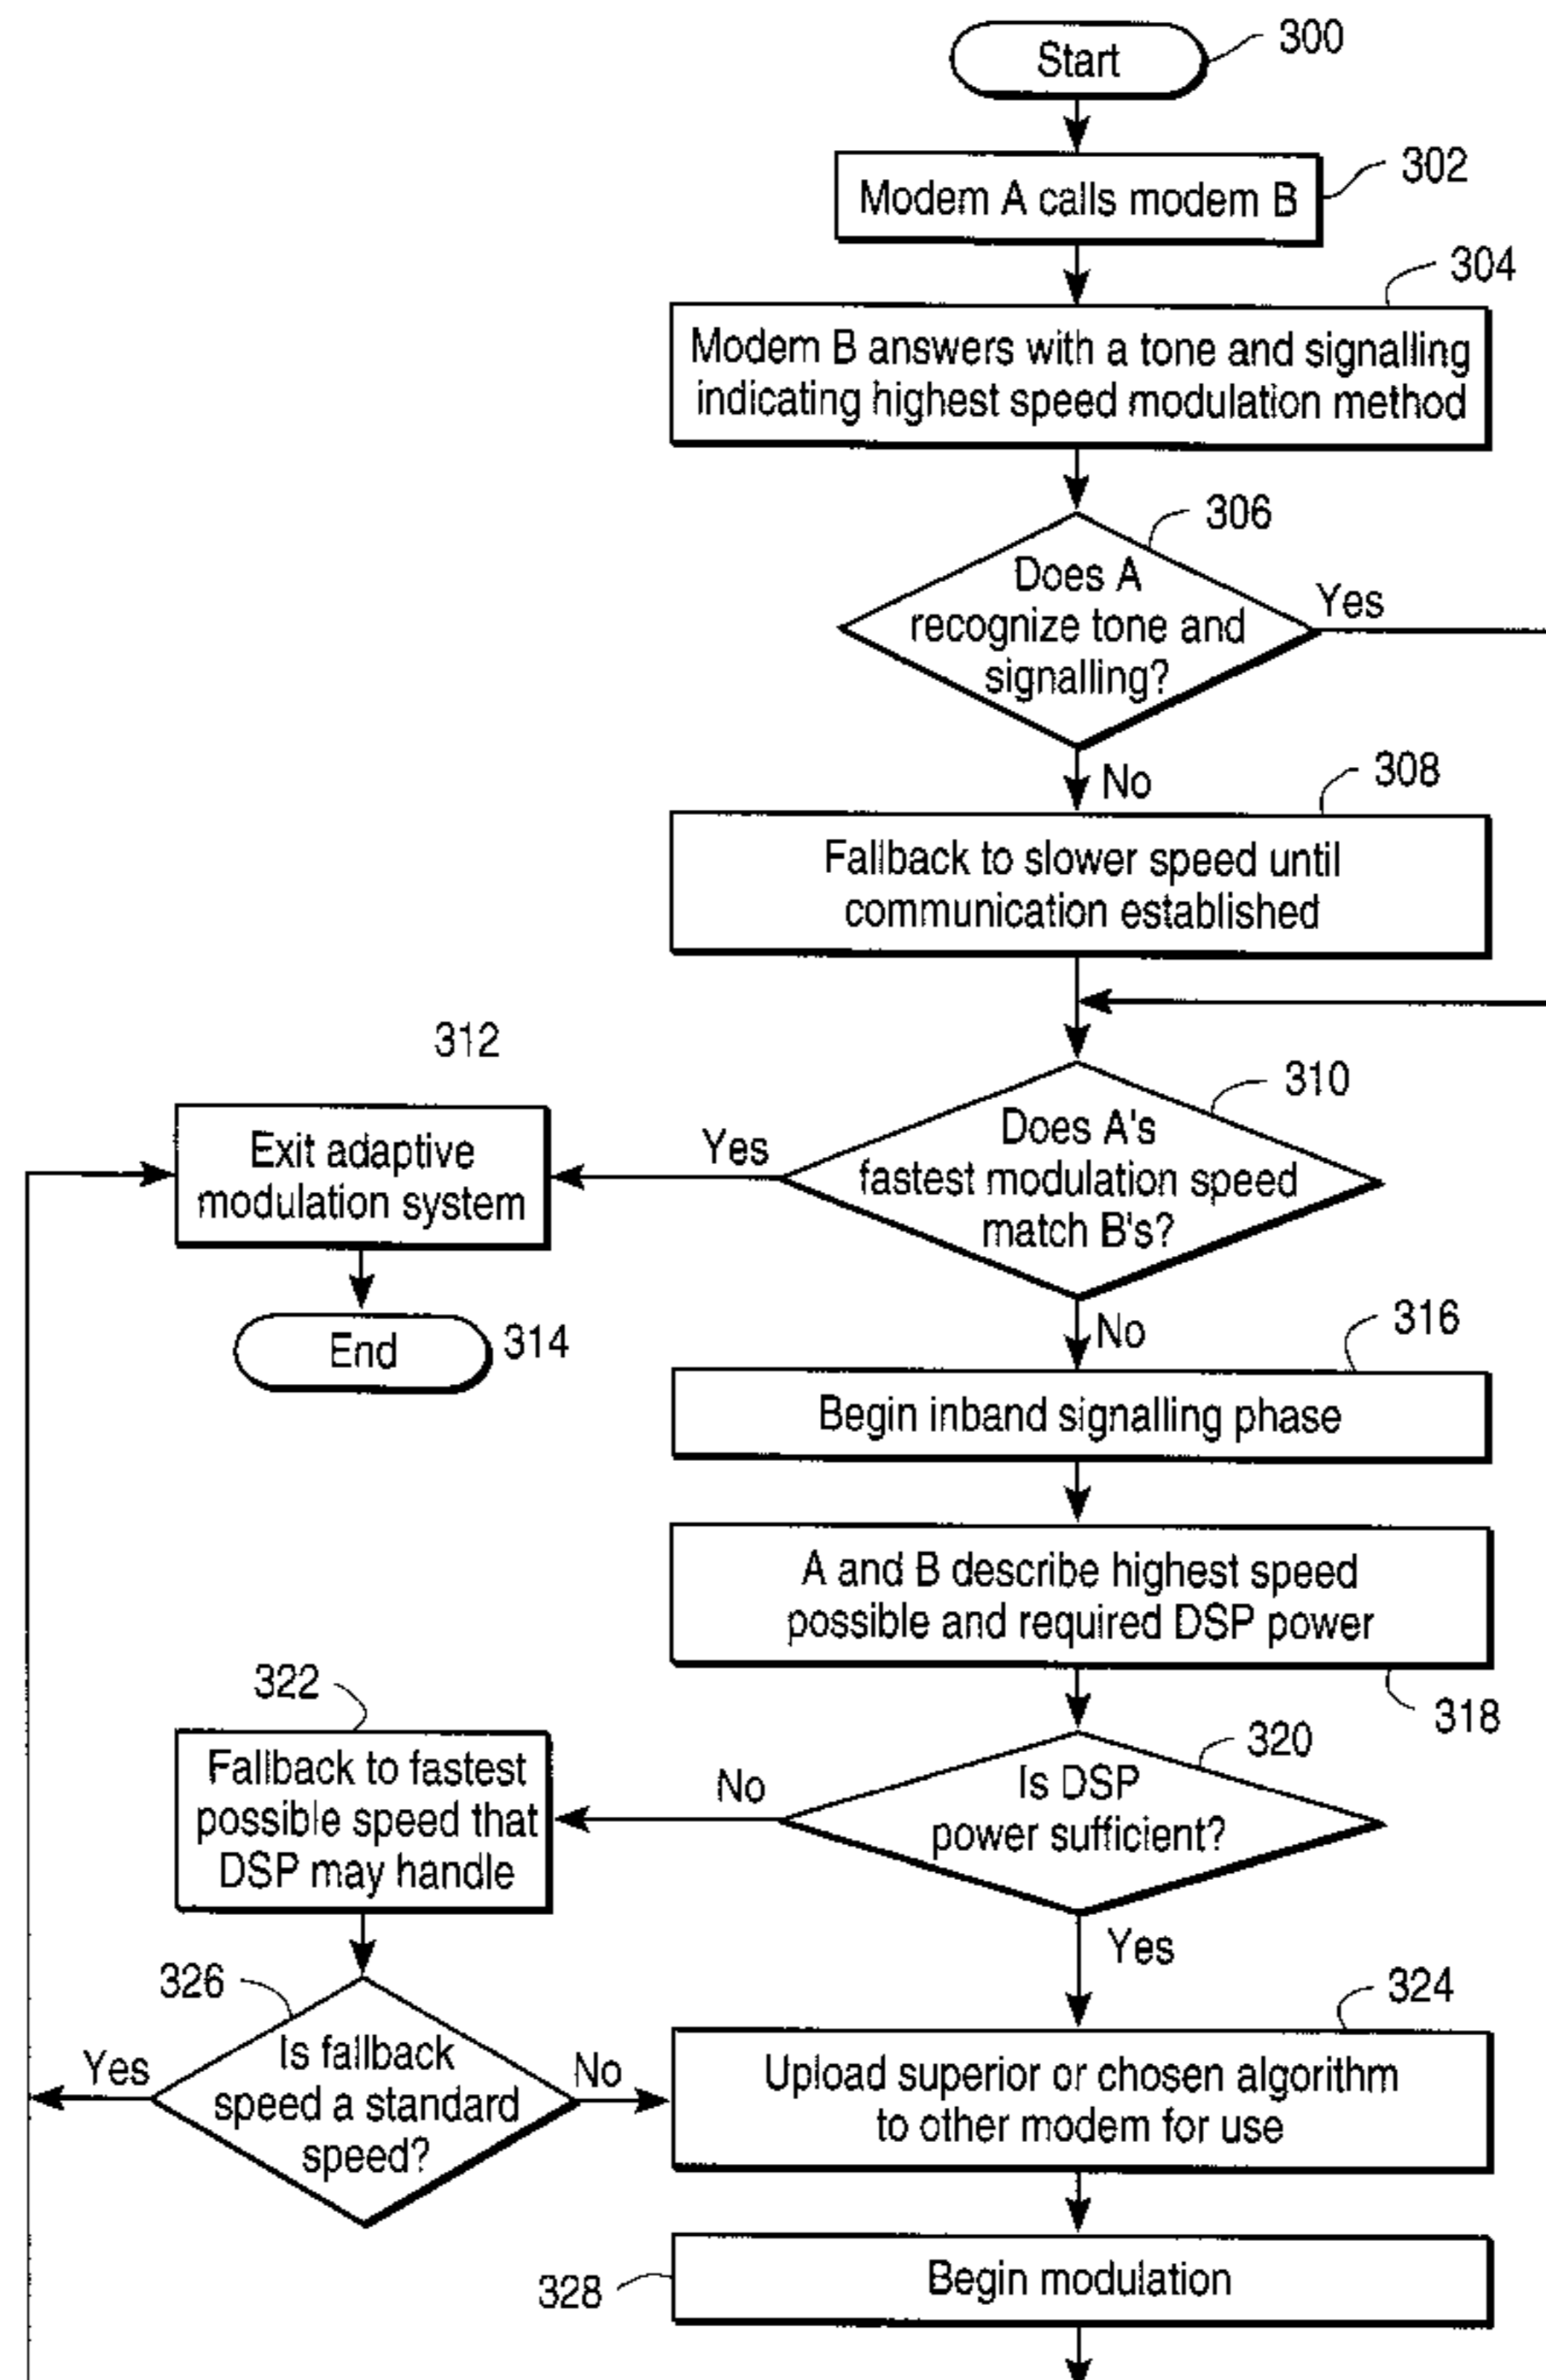 Start
300
Modem A calls modem B
302
304
Modem B answers with a tone and signalling
indicating highest speed modulation method
306
Does A
recognize tone and
signalling?
Yes
No
308
Fallback to slower speed until
communication established
312
310
Exit adaptive
modulation system
Yes
Does A's
fastest modulation speed
match B's?
End
314
No
316
Begin inband signalling phase
A and B describe highest speed
possible and required DSP power
318
322
320
Fallback to fastest
possible speed that
DSP may handle
No
Is DSP
power sufficient?
Yes
326
324
Yes
Is fallback
speed a standard
speed?
No
Upload superior or chosen algorithm
to other modem for use
328
Begin modulation